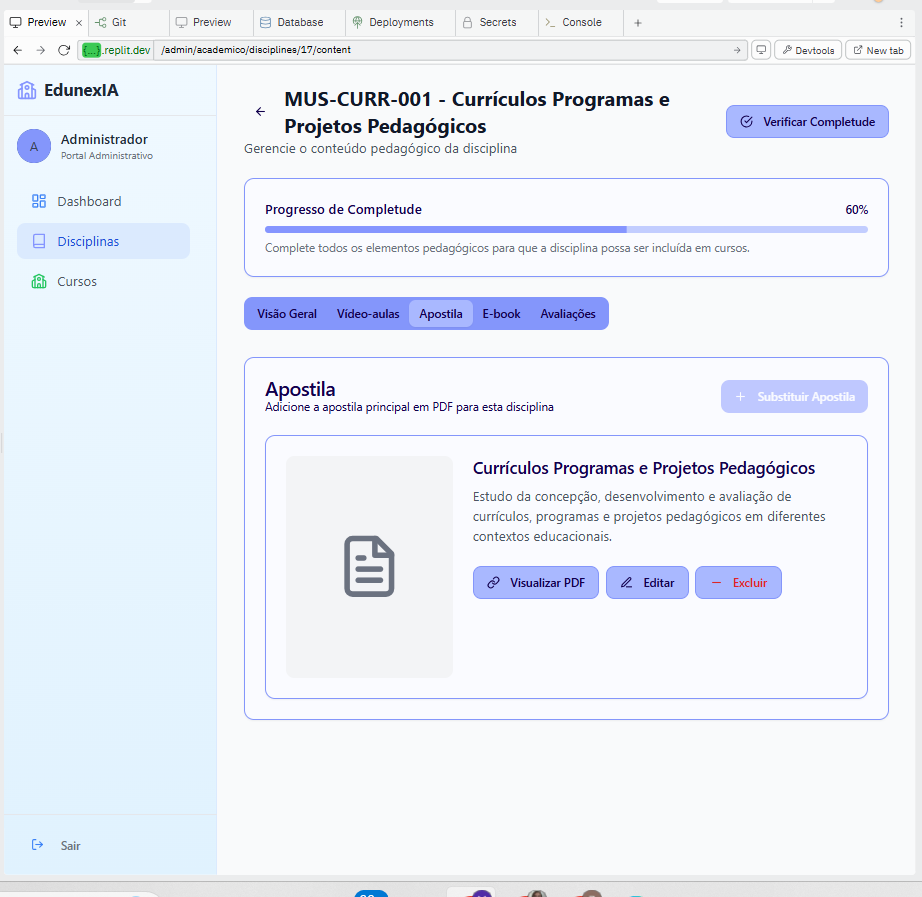 Preview
Git
Preview
Database
Deployments
Secrets
Console
{...}.replit.dev
/admin/academico/disciplines/17/content
Devtools
New tab
EdunexIA
A
Administrador
Portal Administrativo
Dashboard
Disciplinas
Cursos
Sair
MUS-CURR-001 - Currículos Programas e
Projetos Pedagógicos
Gerencie o conteúdo pedagógico da disciplina
Verificar Completude
Progresso de Completude
60%
Complete todos os elementos pedagógicos para que a disciplina possa ser incluída em cursos.
Visão Geral
Vídeo-aulas
Apostila
E-book
Avaliações
Apostila
Adicione a apostila principal em PDF para esta disciplina
Substituir Apostila
Currículos Programas e Projetos Pedagógicos
Estudo da concepção, desenvolvimento e avaliação de
currículos, programas e projetos pedagógicos em diferentes
contextos educacionais.
Visualizar PDF
Editar
Excluir